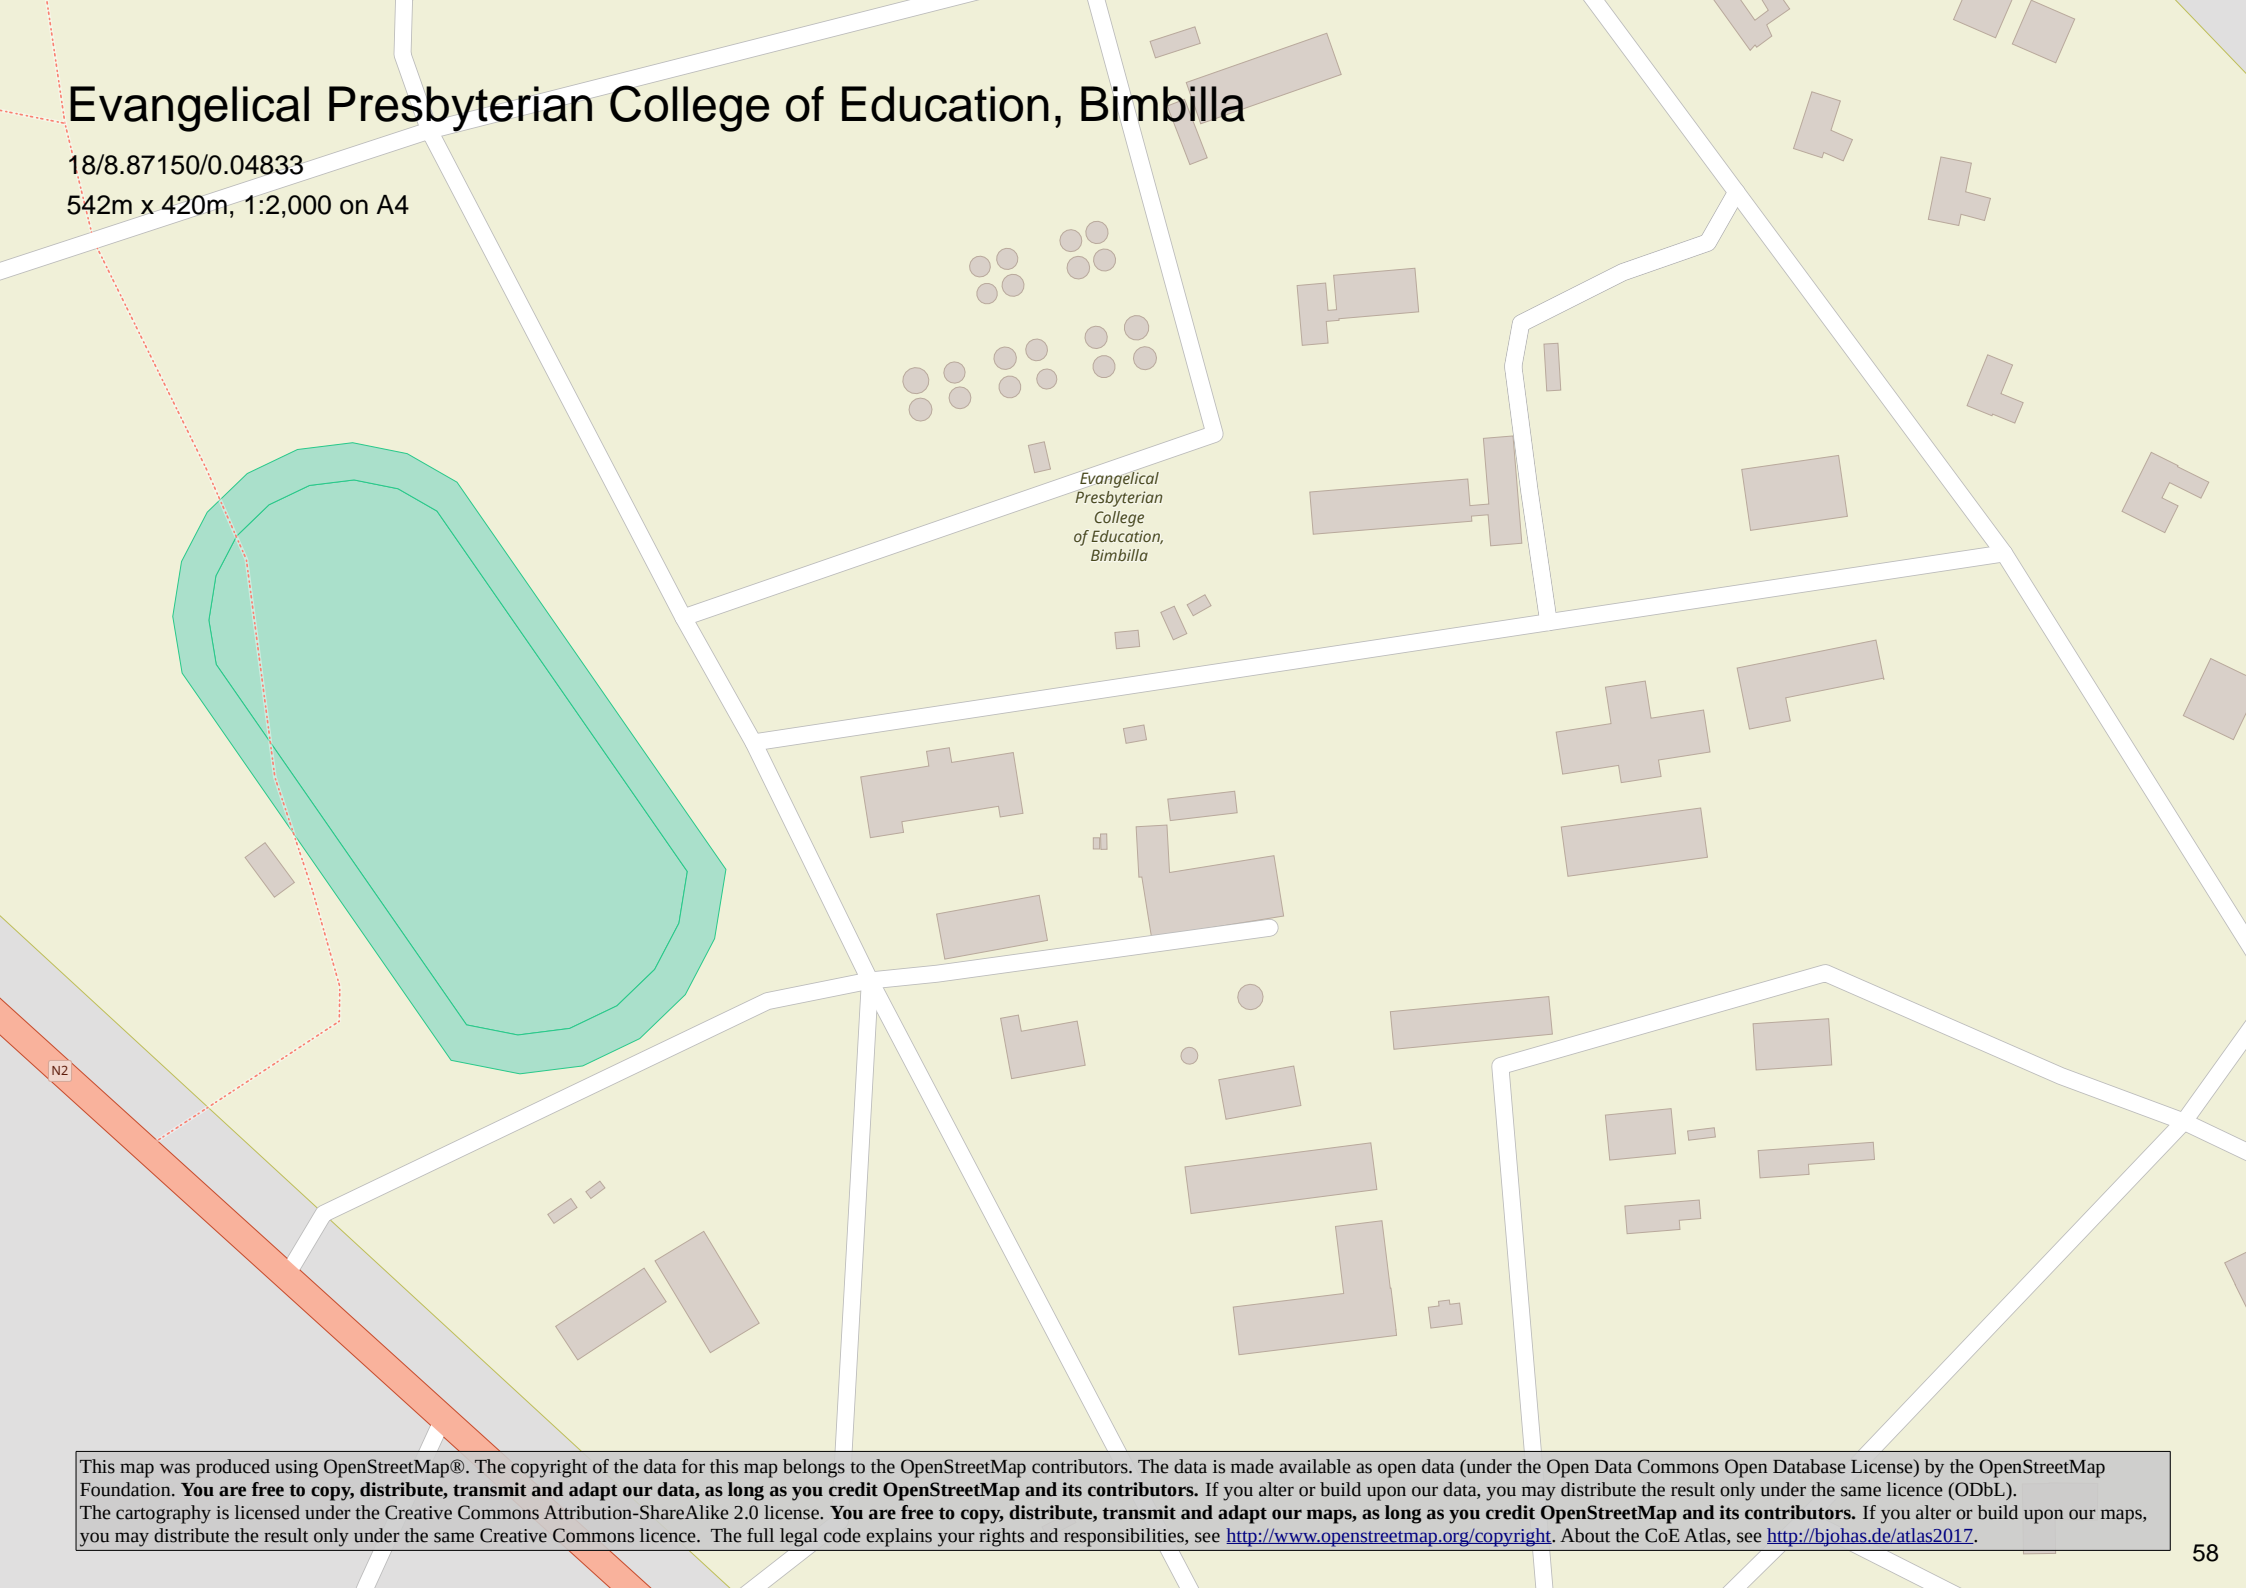 Evangelical Presbyterian College of Education, Bimbilla
18/8.87150/0.04833
542m x 420m, 1:2,000 on A4
Evangelical
Presbyterian
College
of Education,
Bimbilla
N2
This map was produced using OpenStreetMap®. The copyright of the data for this map belongs to the OpenStreetMap contributors. The data is made available as open data (under the Open Data Commons Open Database License) by the OpenStreetMap
Foundation. You are free to copy, distribute, transmit and adapt our data, as long as you credit OpenStreetMap and its contributors. If you alter or build upon our data, you may distribute the result only under the same licence (ODbL).
The cartography is licensed under the Creative Commons Attribution-ShareAlike 2.0 license. You are free to copy, distribute, transmit and adapt our maps, as long as you credit OpenStreetMap and its contributors. If you alter or build upon our maps,
you may distribute the result only under the same Creative Commons licence. The full legal code explains your rights and responsibilities, see http://www.openstreetmap.org/copyright. About the CoE Atlas, see http://bjohas.de/atlas2017.
58